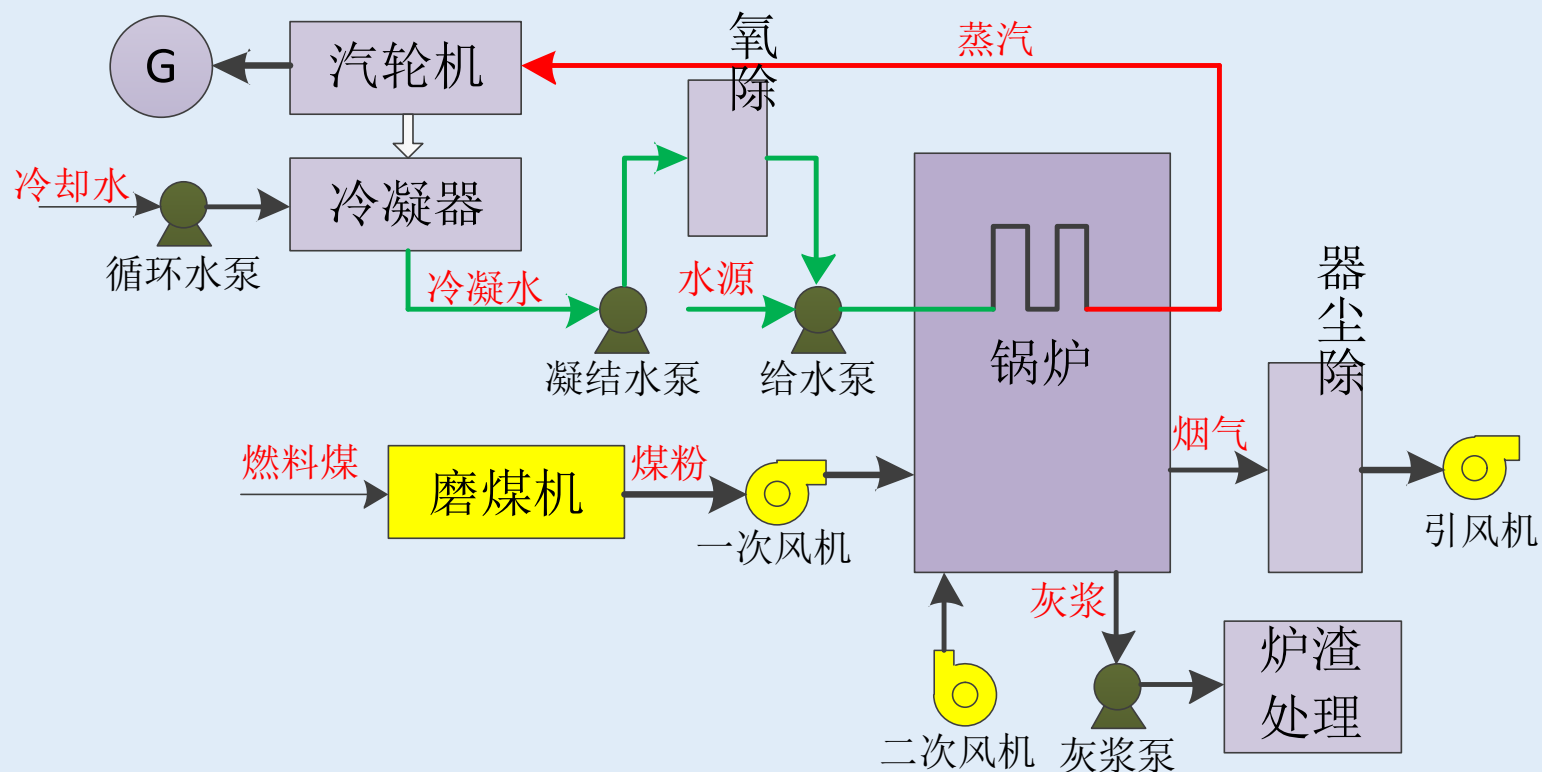 G
汽轮机
蒸汽
氧
除
冷却水
冷凝器
循环水泵
冷凝水
水源
凝结水泵
给水泵
锅炉
器
尘
除
燃料煤
磨煤机
煤粉
一次风机
烟气
引风机
灰浆
二次风机
灰浆泵
炉渣
处理